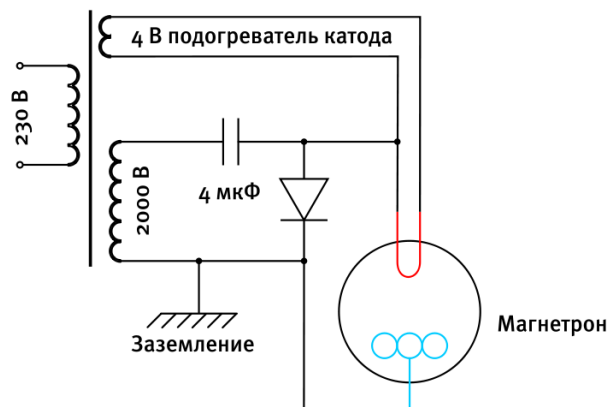 4 В подогреватель катода
230 В
2000 В
4 мкФ
Заземление
Магнетрон